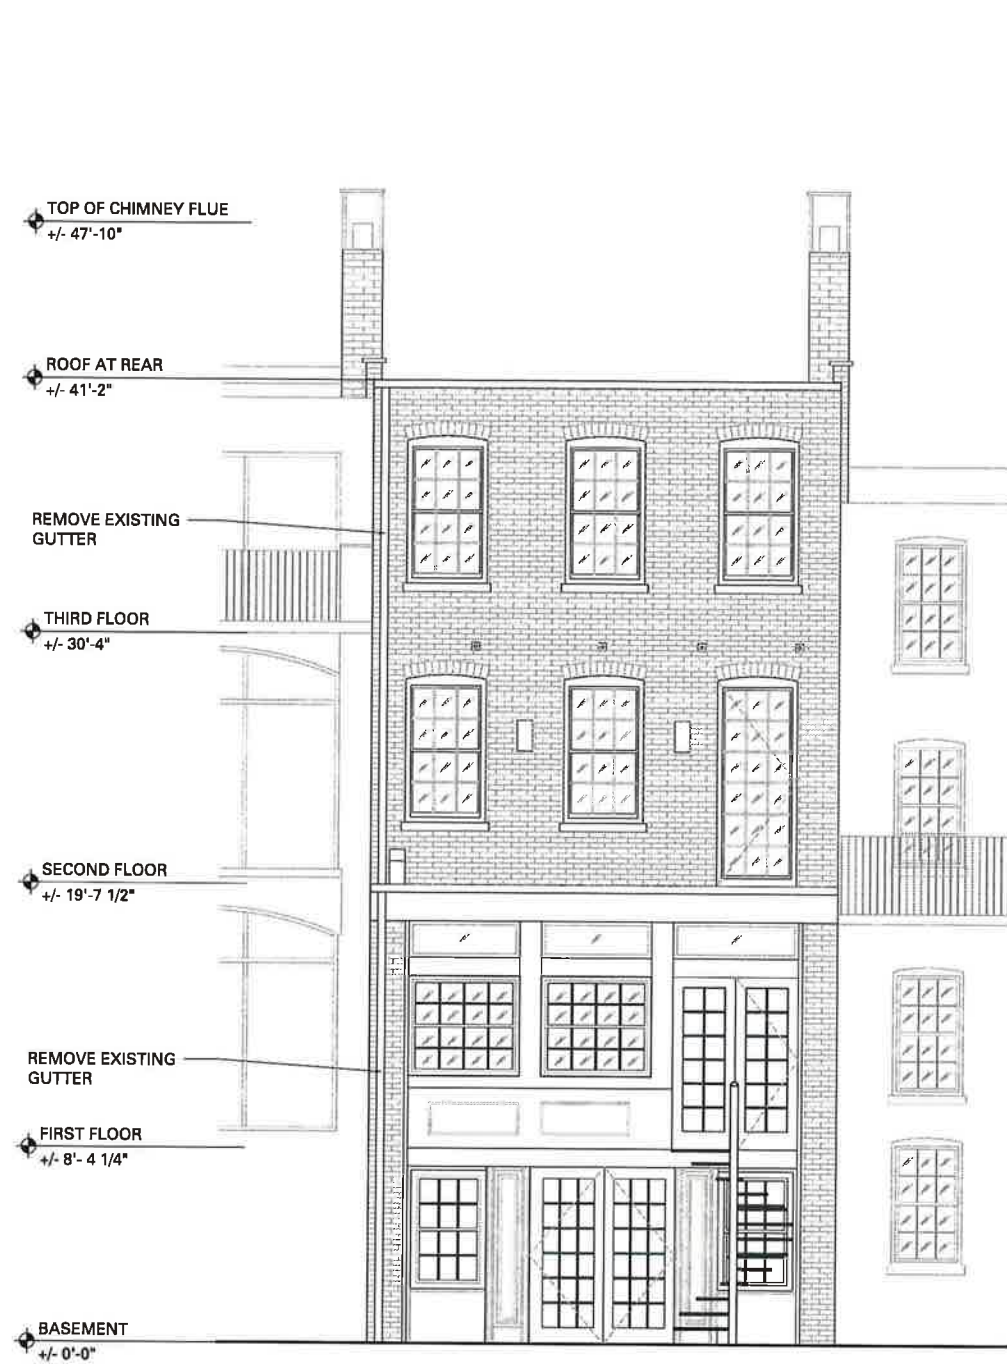 TOP OF CHIMNEY FLUE
+/- 47'-10"
ROOF AT REAR
+/- 41'-2"
REMOVE EXISTING
GUTTER
THIRD FLOOR
+/- 30'-4"
SECOND FLOOR
+/- 19'-7 1/2"
REMOVE EXISTING
GUTTER
FIRST FLOOR
+/- 8'- 4 1/4"
BASEMENT
+/- 0'-0"